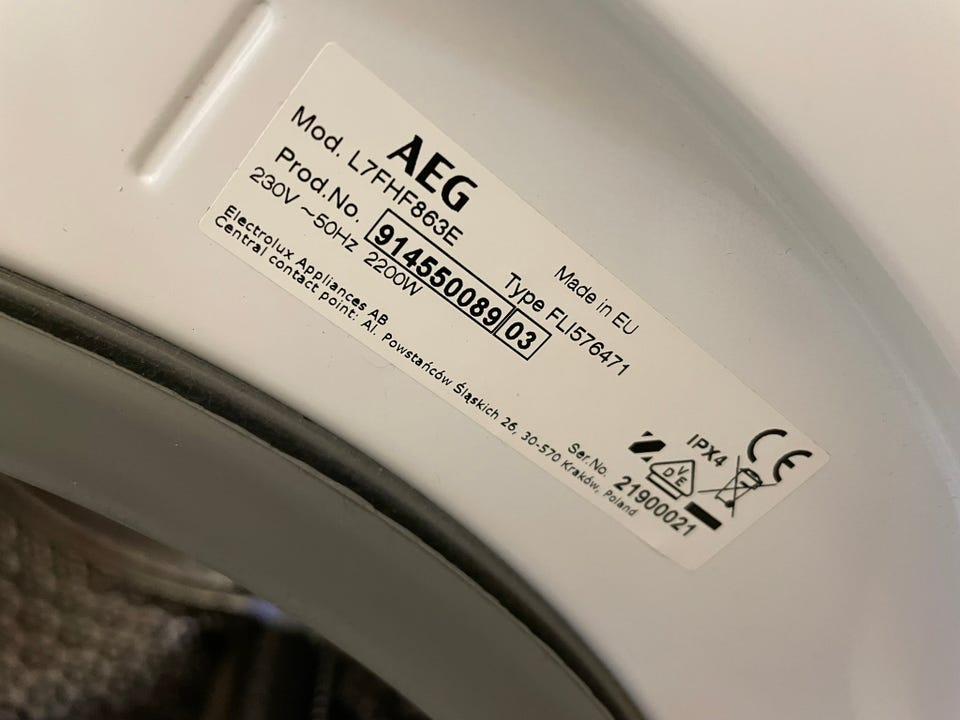 AEG
Made in EU
Mod. L7FHF863E
Type FLI576471
Prod.No. 914550089 03
230V ~50Hz 2200W
IPX4
CE
VDE
Electrolux Appliances AB
Ser.No. 21900021
Central contact point: Al. Powstańców Śląskich 26, 30-570 Kraków, Poland